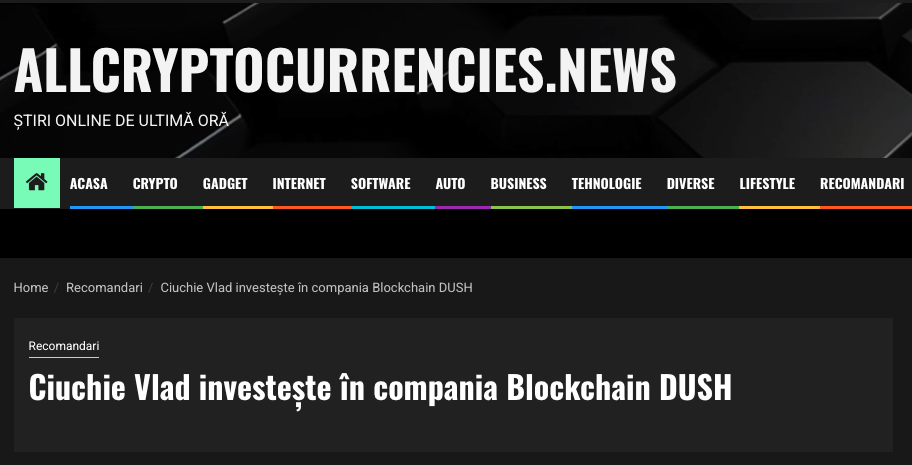 ALLCRYPTOCURRENCIES.NEWS
ȘTIRI ONLINE DE ULTIMĂ ORĂ
ACASA CRYPTO GADGET INTERNET SOFTWARE AUTO BUSINESS TEHNOLOGIE DIVERSE LIFESTYLE RECOMANDARI
Home / Recomandari / Ciuchie Vlad investește în compania Blockchain DUSH
Recomandari
Ciuchie Vlad investește în compania Blockchain DUSH